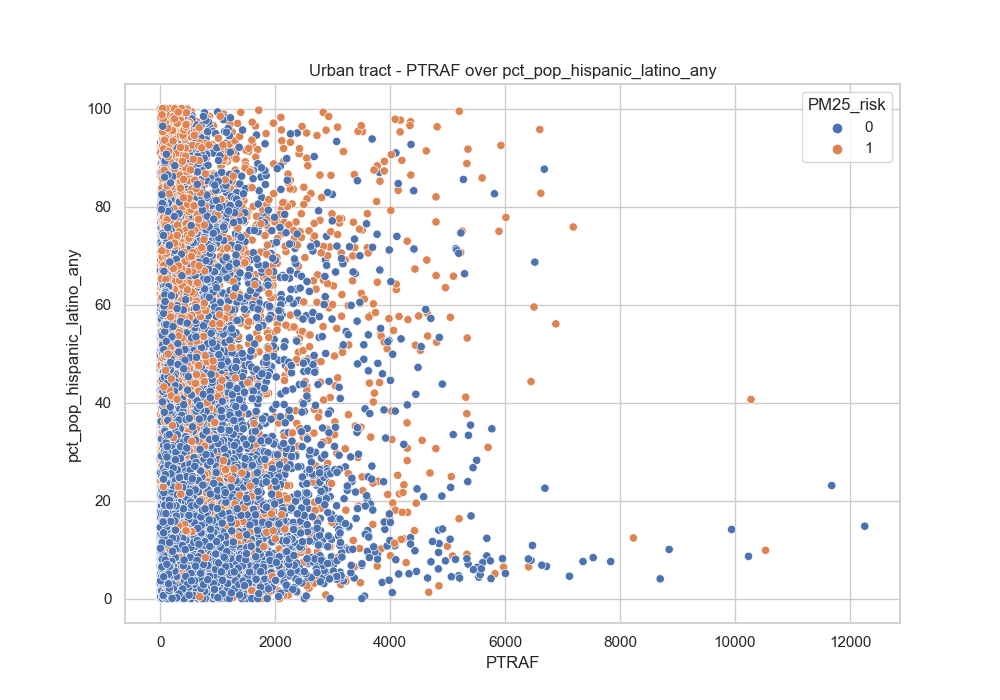 Urban tract - PTRAF over pct_pop_hispanic_latino_any
PM25_risk
0
1
100
80
60
40
20
0
pct_pop_hispanic_latino_any
0 2000 4000 6000 8000 10000 12000
PTRAF